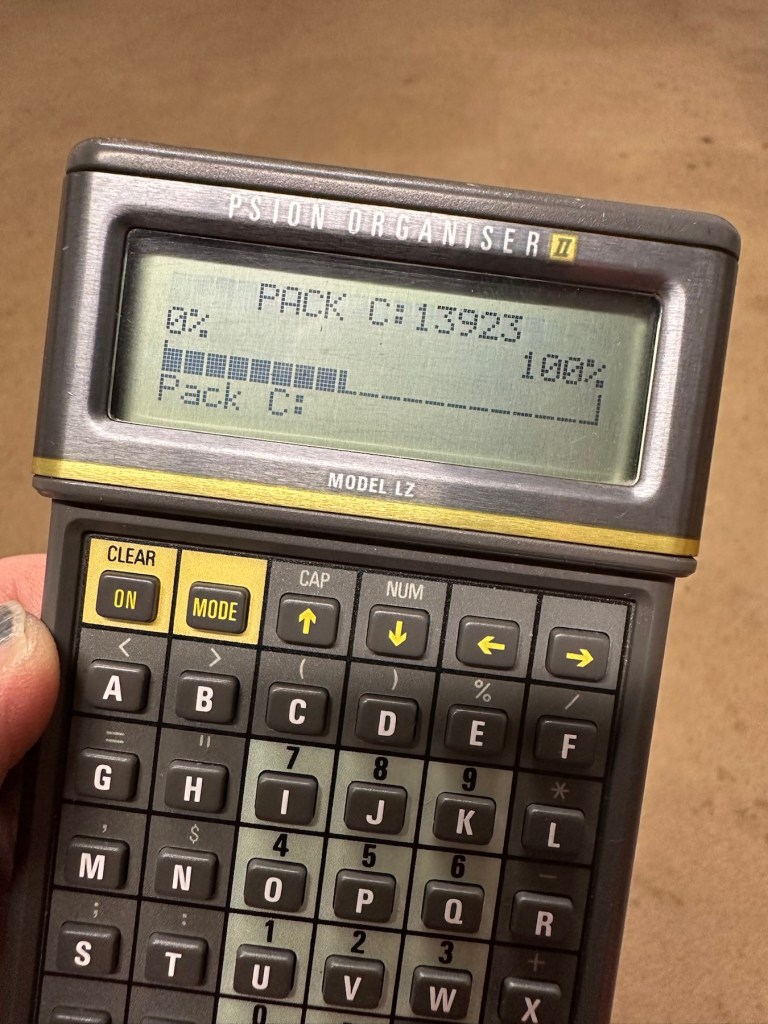 PSION ORGANISER II
PACK C:13923
0% 100%
Pack C:
MODEL LZ
CLEAR CAP NUM
ON MODE ↑ ↓ ← →
< > ( ) % /
A B C D E F
= " 7 8 9 *
G H I J K L
, $ 4 5 6 -
M N O P Q R
; : 1 2 3 +
S T U V W X
0